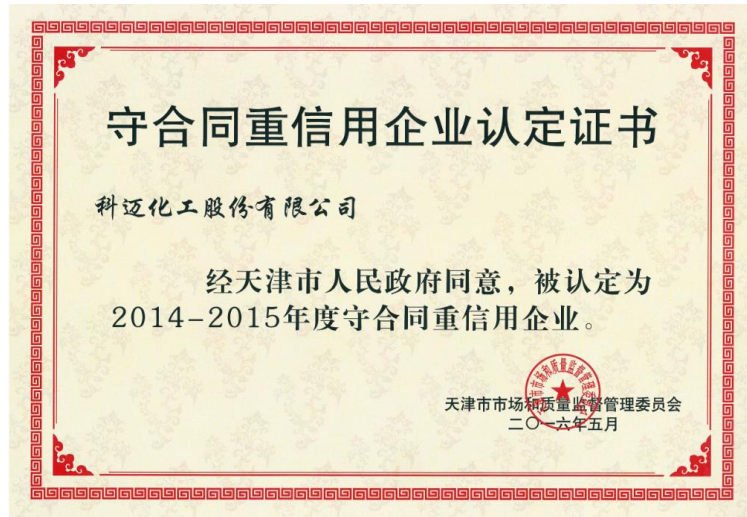 守合同重信用企业认定证书
科迈化工股份有限公司
经天津市人民政府同意，被认定为
2014-2015年度守合同重信用企业。
天津市市场和质量监督管理委员会
二〇一六年五月